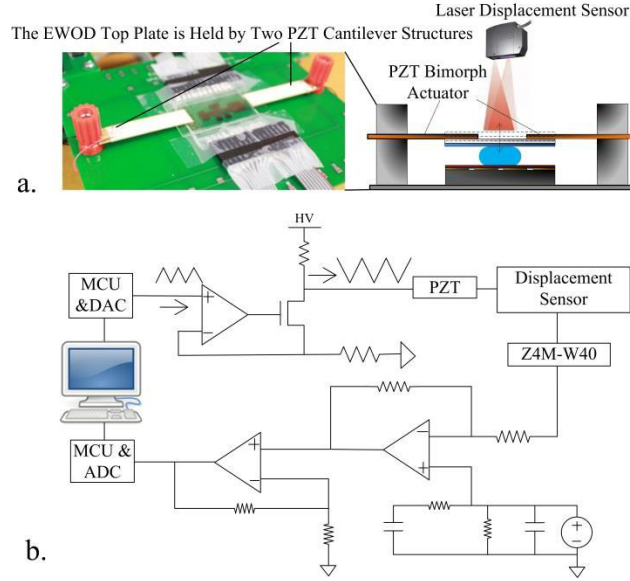 Laser Displacement Sensor
The EWOD Top Plate is Held by Two PZT Cantilever Structures
PZT Bimorph
Actuator
a.
HV
MCU
&DAC
PZT
Displacement
Sensor
Z4M-W40
MCU &
ADC
b.